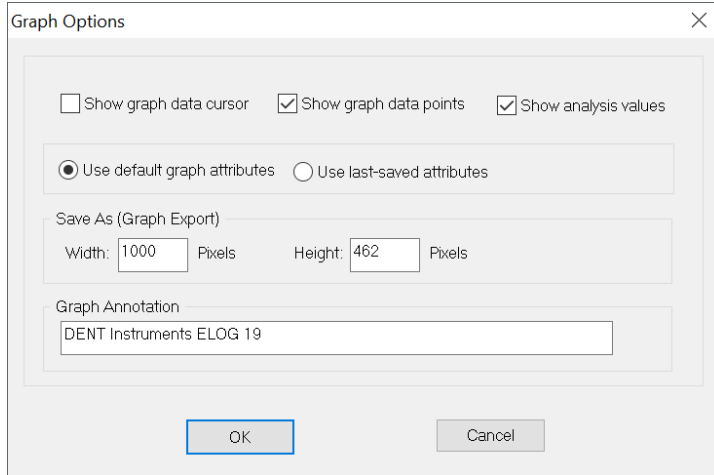 Graph Options
Show graph data cursor Show graph data points Show analysis values
Use default graph attributes Use last-saved attributes
Save As (Graph Export)
Width: 1000 Pixels Height: 462 Pixels
Graph Annotation
DENT Instruments ELOG 19
OK Cancel